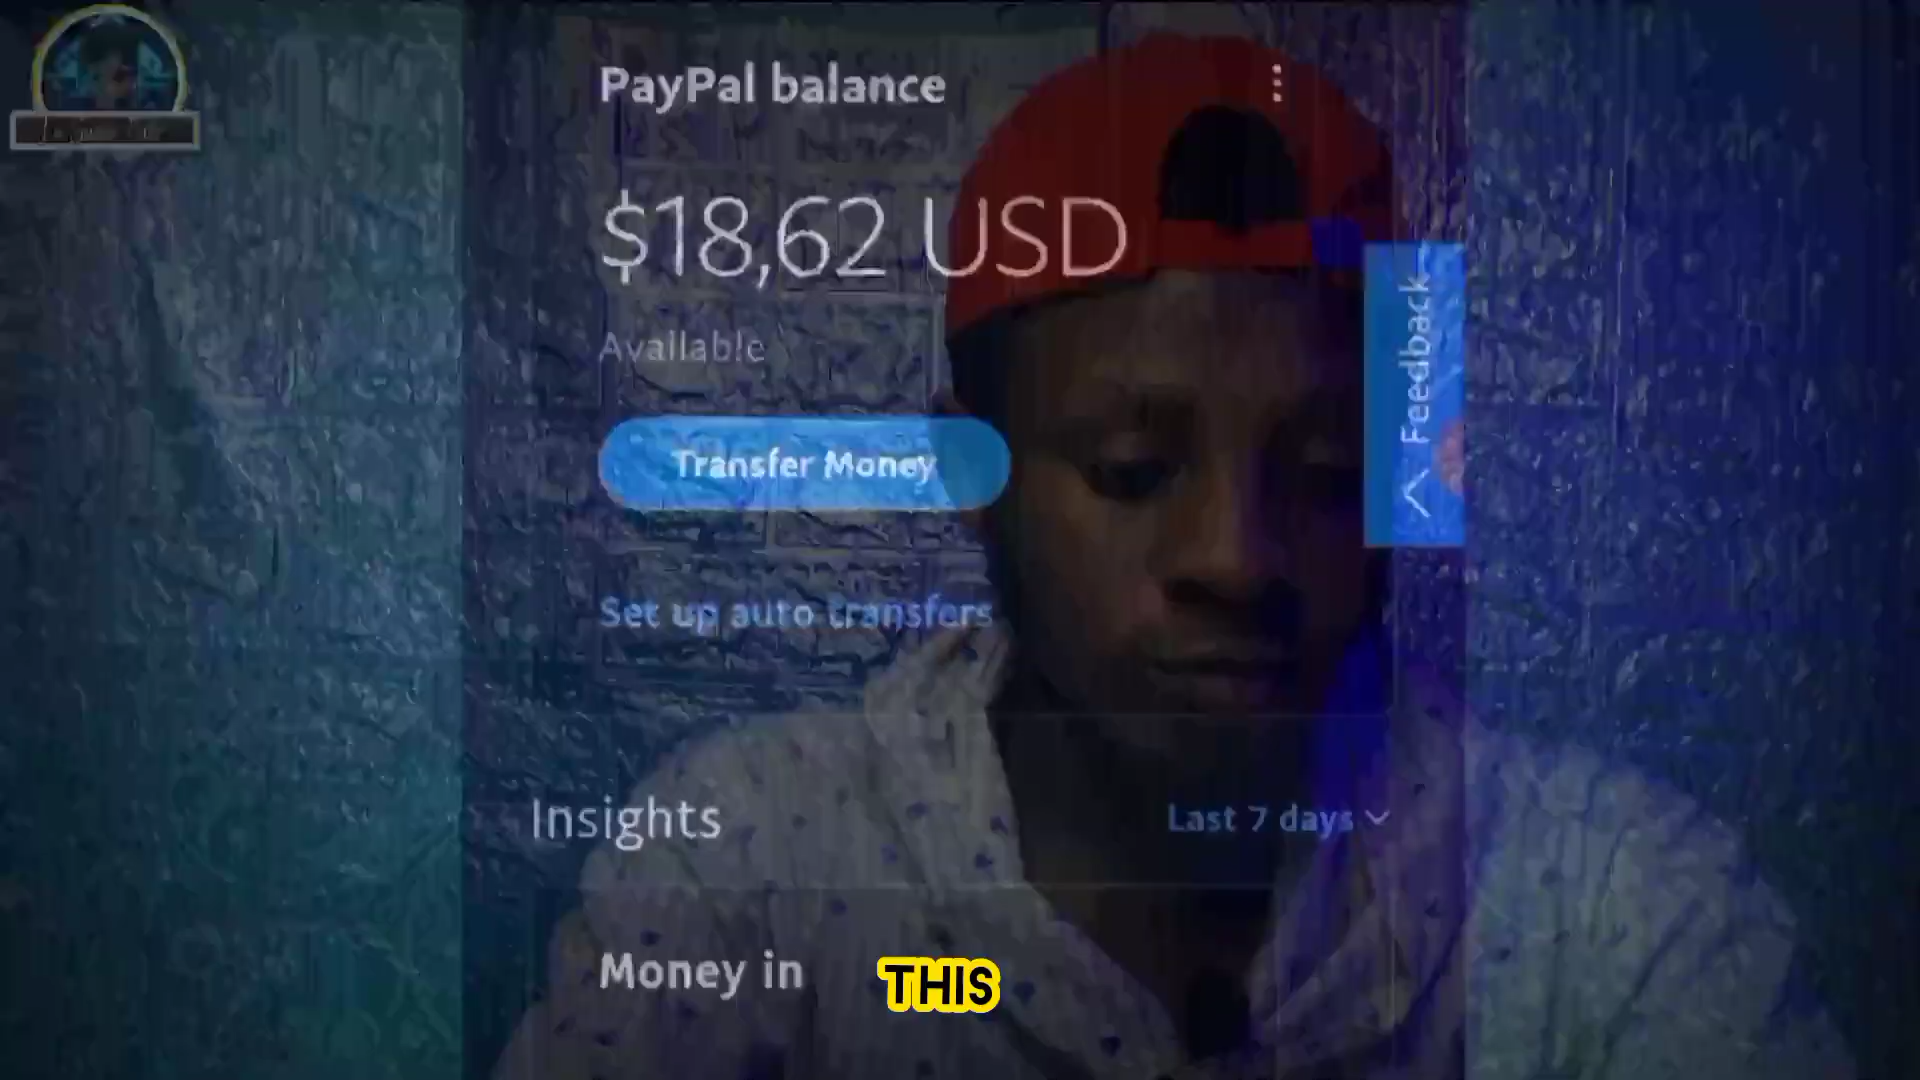 PayPal balance
$18,62 USD
Available
Feedback
Transfer Money
Set up auto transfers
Insights
Last 7 days
Money in
THIS